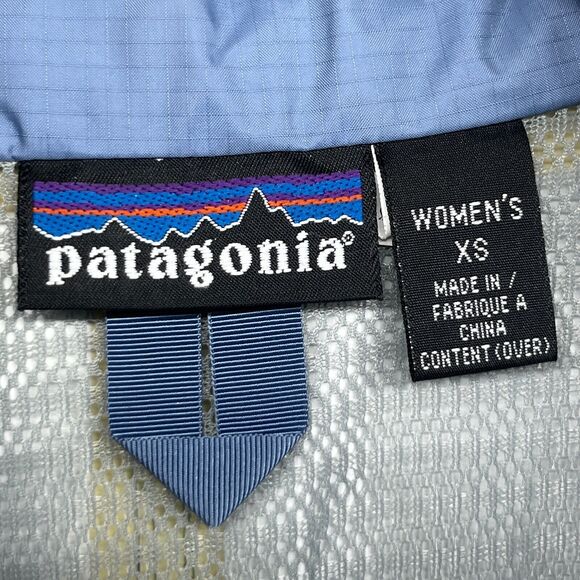 patagonia®
WOMEN'S
XS
MADE IN /
FABRIQUE A
CHINA
CONTENT (OVER)